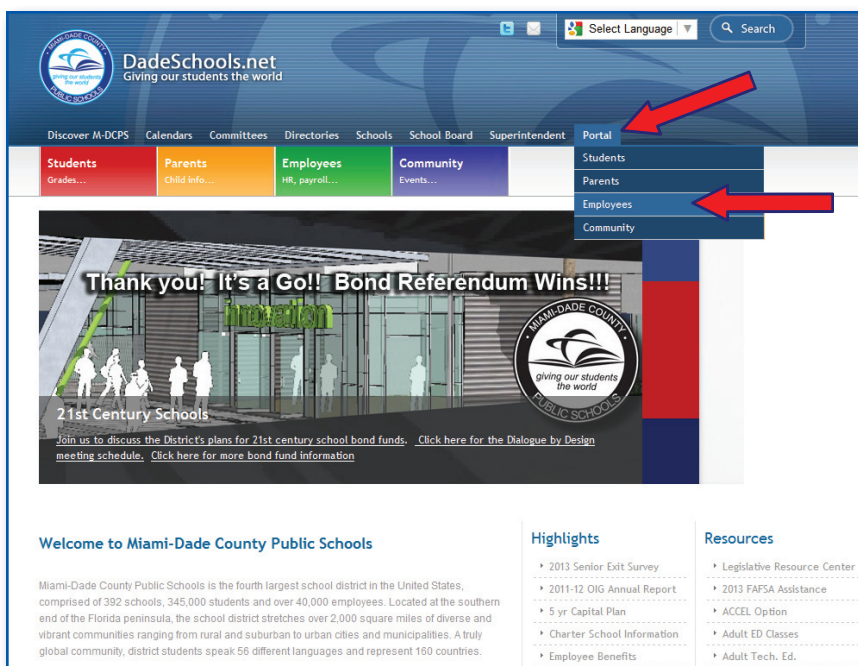 MIAMI-DADE COUNTY
giving our students
the world
PUBLIC SCHOOLS
DadeSchools.net
Giving our students the world
Select Language
Search
Discover M-DCPS Calendars Committees Directories Schools School Board Superintendent Portal
Students
Grades...
Parents
Child info...
Employees
HR, payroll...
Community
Events...
Students
Parents
Employees
Community
Thank you! It's a Go!! Bond Referendum Wins!!!
innovation
MIAMI-DADE COUNTY
giving our students
the world
PUBLIC SCHOOLS
21st Century Schools
Join us to discuss the District's plans for 21st century school bond funds. Click here for the Dialogue by Design
meeting schedule. Click here for more bond fund information
Welcome to Miami-Dade County Public Schools
Miami-Dade County Public Schools is the fourth largest school district in the United States,
comprised of 392 schools, 345,000 students and over 40,000 employees. Located at the southern
end of the Florida peninsula, the school district stretches over 2,000 square miles of diverse and
vibrant communities ranging from rural and suburban to urban cities and municipalities. A truly
global community, district students speak 56 different languages and represent 160 countries.
Highlights
2013 Senior Exit Survey
2011-12 OIG Annual Report
5 yr Capital Plan
Charter School Information
Employee Benefits
Resources
Legislative Resource Center
2013 FAFSA Assistance
ACCEL Option
Adult ED Classes
Adult Tech. Ed.